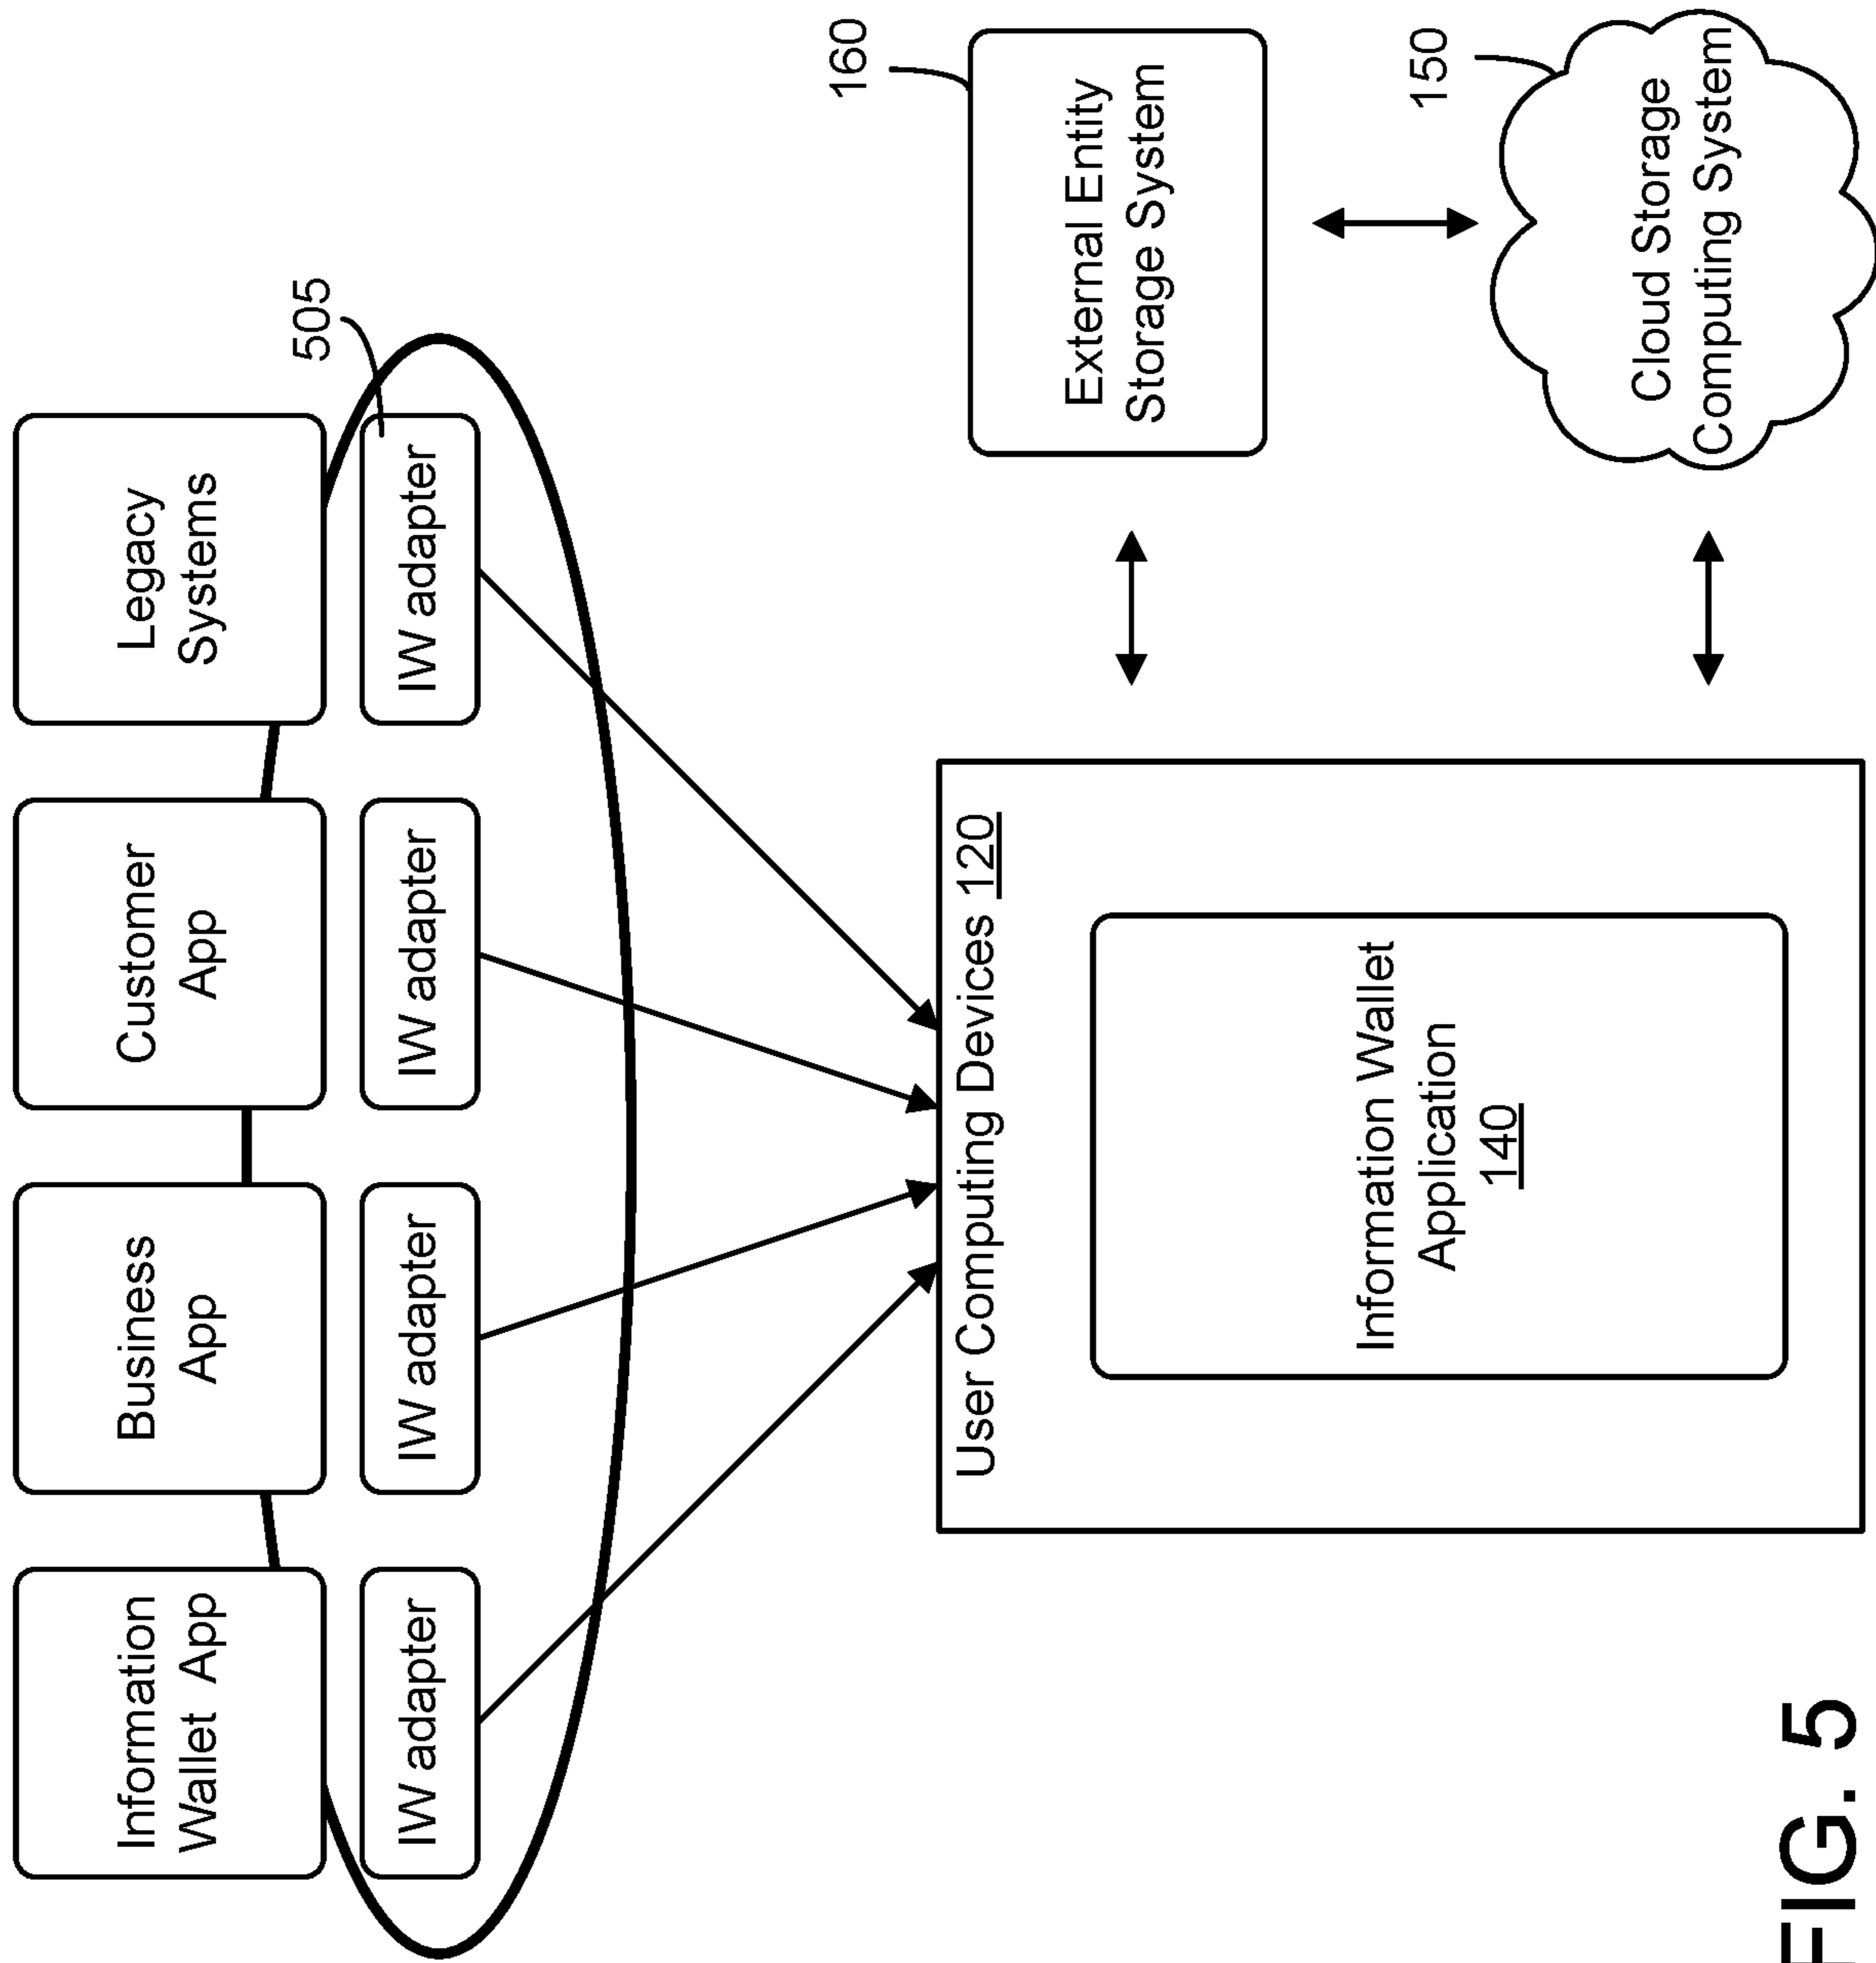 Information
Wallet App
Business
App
Customer
App
Legacy
Systems
505
IW adapter
IW adapter
IW adapter
IW adapter
160
User Computing Devices 120
External Entity
Storage System
Information Wallet
Application
140
150
Cloud Storage
Computing System
FIG. 5